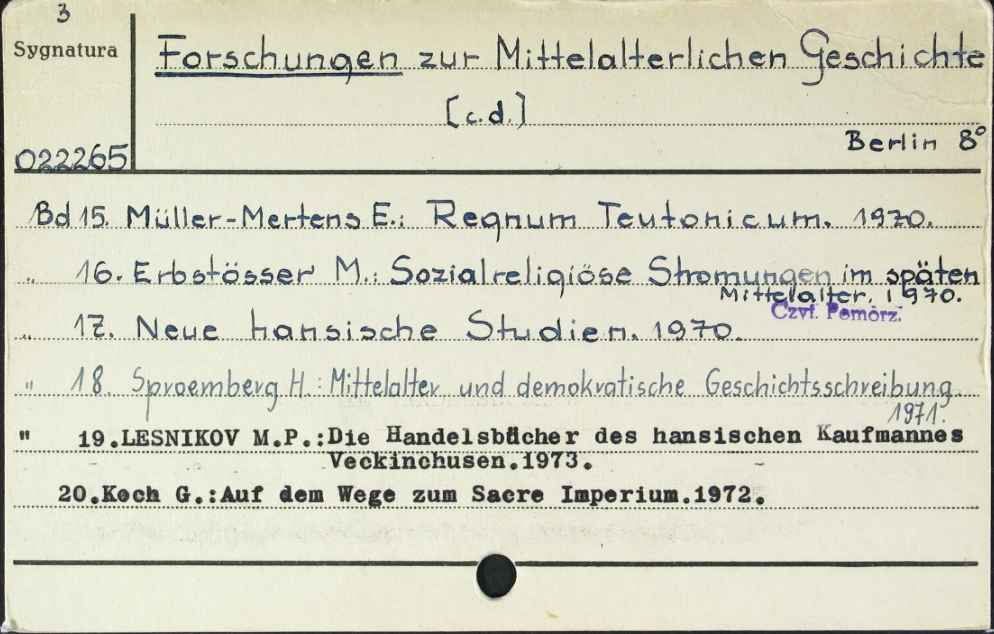 3
Sygnatura
Forschungen zur Mittelalterlichen Geschichte
[c.d.]
Berlin 8°
022265
Bd 15. Müller-Mertens E.: Regnum Teutonicum. 1970.
„ 16. Erbstösser M.: Sozialreligiöse Stromungen im späten
Mittelalter. 1970.
Czyt. Pomorz.
„ 17. Neue hansische Studien. 1970.
" 18. Sproemberg H.: Mittelalter und demokratische Geschichtsschreibung.
1971.
" 19.LESNIKOV M.P.:Die Handelsbücher des hansischen Kaufmannes
Veckinchusen.1973.
20.Koch G.:Auf dem Wege zum Sacre Imperium.1972.